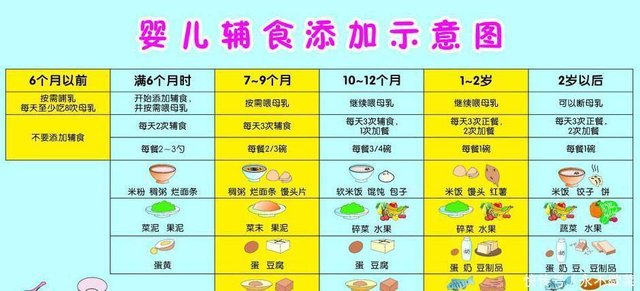 婴儿辅食添加示意图
6个月以前 满6个月时 7~9个月 10~12个月 1~2岁 2岁以后
按需哺乳
每天至少吃8次母乳
开始添加辅食
并按需喂母乳
按需喂母乳
继续喂母乳
继续喂母乳
可以断母乳
不要添加辅食
每天2次辅食
每天3次辅食
每天3次辅食
1次加餐
每天3次正餐,
2次加餐
每天3次正餐,
2次加餐
每餐2-3勺
每餐2/3碗
每餐3/4碗
每餐1碗
每餐1碗
米粉 稠粥 烂面条
稠粥 烂面条 馒头片
软米饭 馄饨 包子
米饭 馒头 红薯
米饭 饺子 饼
菜泥 果泥
菜末 果泥
碎菜 水果
碎菜 水果
蔬菜 水果
蛋黄
蛋 豆腐
蛋 豆腐
蛋 奶 豆制品
蛋 奶 豆、豆制品